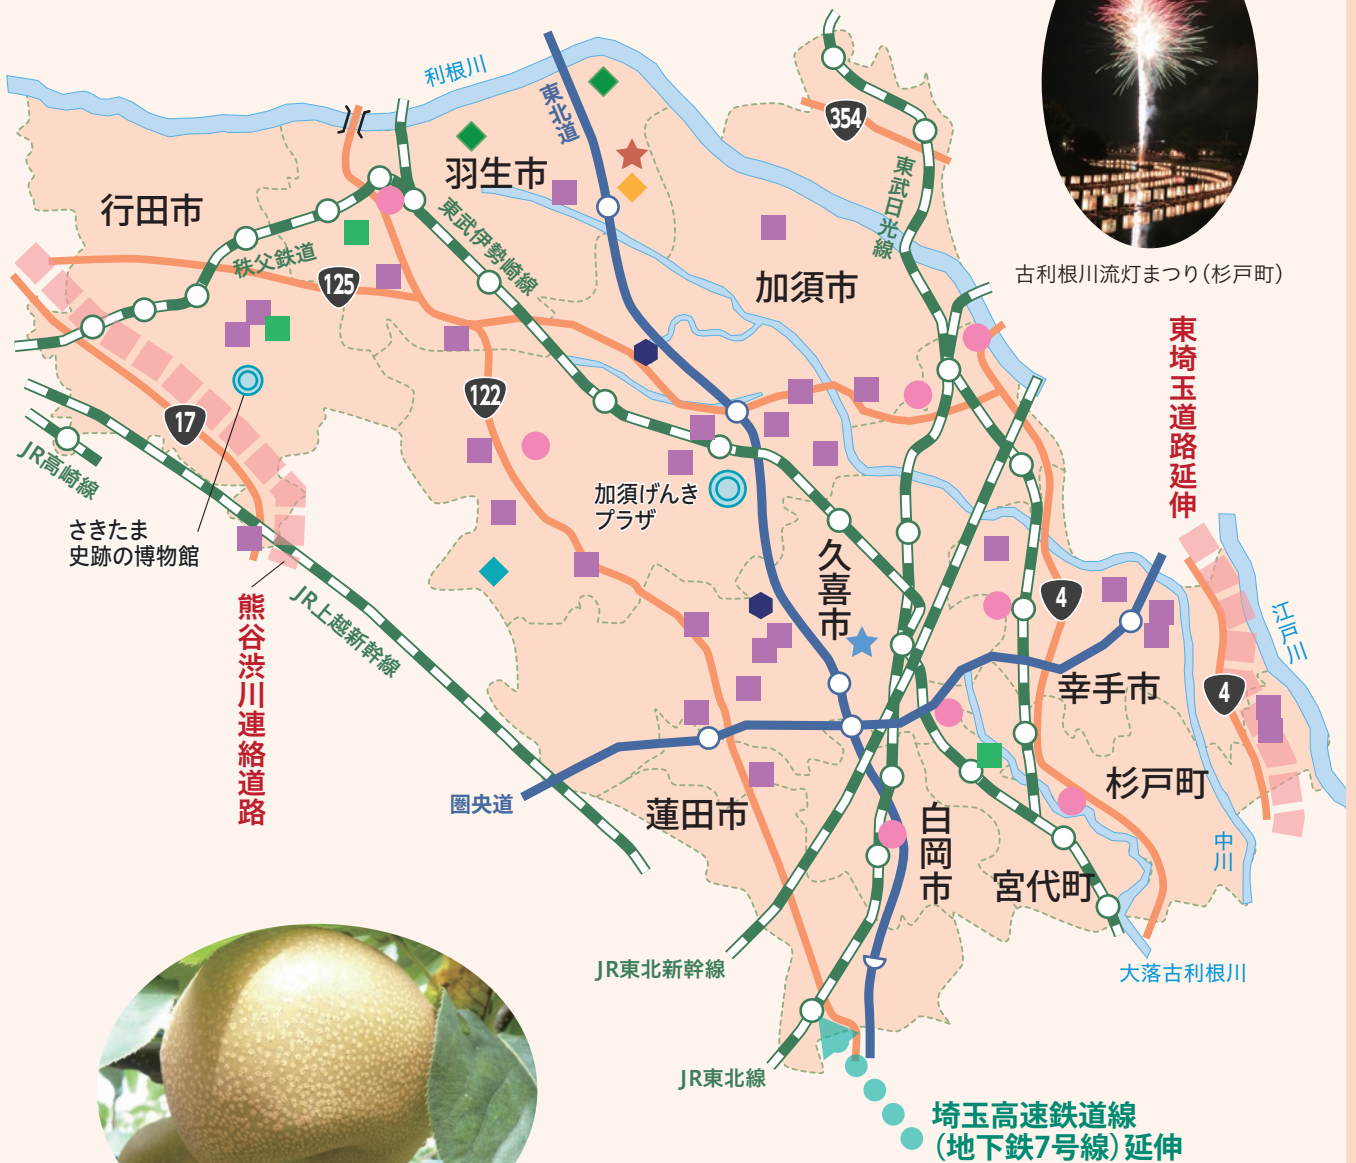 利根川
東北道
354
羽生市
行田市
東武日光線
古利根川流灯まつり(杉戸町)
東武伊勢崎線
秩父鉄道
加須市
125
東埼玉道路延伸
122
17
JR高崎線
加須げんき
プラザ
さきたま
史跡の博物館
久喜市
4
熊谷渋川連絡道路
JR上越新幹線
江戸川
幸手市
4
杉戸町
圏央道
蓮田市
白岡市
中川
宮代町
JR東北新幹線
大落古利根川
JR東北線
埼玉高速鉄道線
(地下鉄7号線)延伸